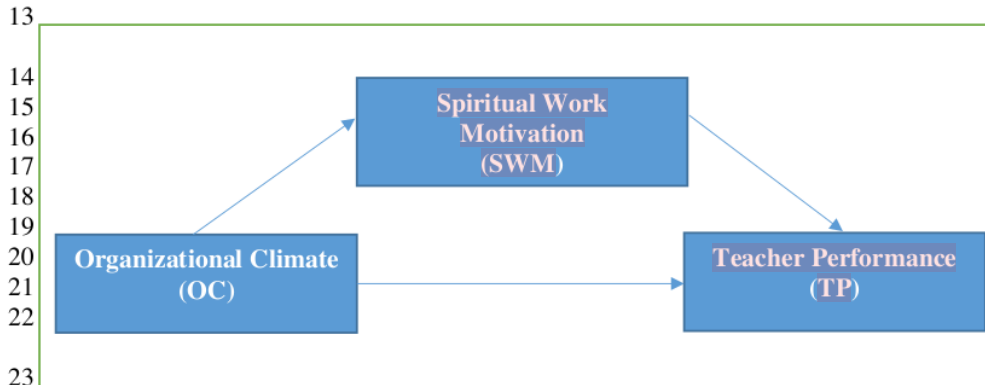 13
14
15
16
17
18
19
20
21
22
23
Spiritual Work
Motivation
(SWM)
Organizational Climate
(OC)
Teacher Performance
(TP)